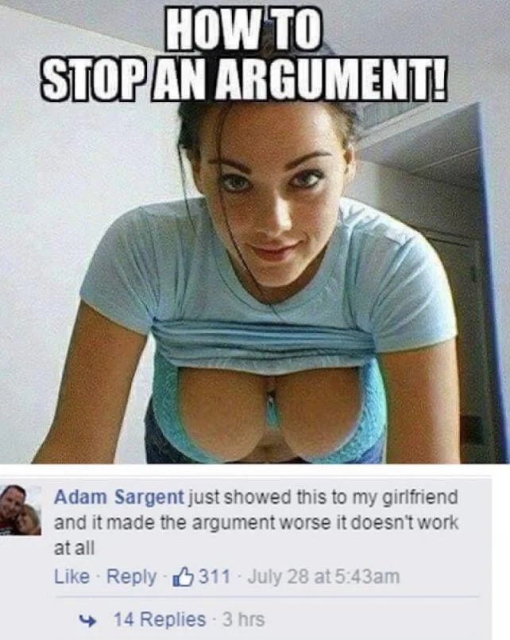 HOW TO
STOP AN ARGUMENT!
Adam Sargent just showed this to my girlfriend
and it made the argument worse it doesn't work
at all
Like · Reply · 311 · July 28 at 5:43am
14 Replies · 3 hrs